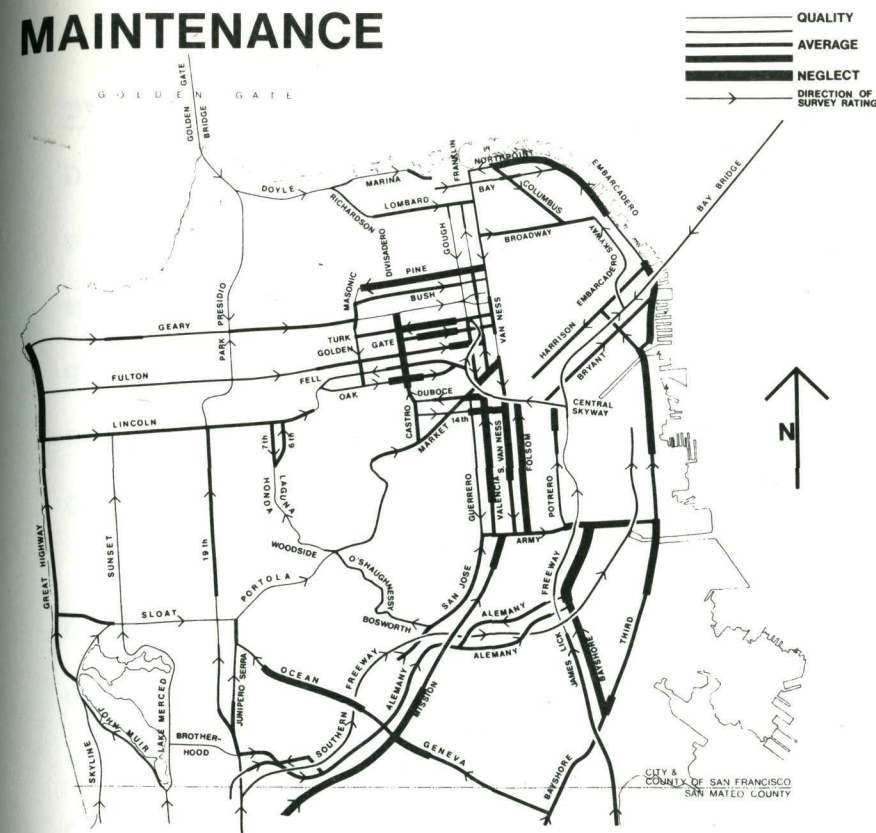 MAINTENANCE
QUALITY
AVERAGE
NEGLECT
DIRECTION OF
SURVEY RATING
GOLDEN GATE
GOLDEN GATE
BRIDGE
FRANKLIN
NORTHPOINT
EMBARCADERO
BAY BRIDGE
DOYLE
MARINA
BAY
COLUMBUS
RICHARDSON
LOMBARD
DIVISADERO
GOUGH
BROADWAY
EMBARCADERO
SKYWAY
PINE
MASONIC
BUSH
PARK PRESIDIO
VAN NESS
GEARY
TURK
GOLDEN GATE
HARRISON
BRYANT
FULTON
FELL
OAK
DUBOCE
CENTRAL
SKYWAY
LINCOLN
CASTRO
MARKET
14th
7th
6th
VALENCIA
S. VAN NESS
FOLSOM
N
LAGUNA
HONDA
GUERRERO
POTRERO
GREAT HIGHWAY
SUNSET
19th
WOODSIDE
ARMY
O'SHAUGHNESSY
PORTOLA
SAN JOSE
FREEWAY
SLOAT
BOSWORTH
ALEMANY
ALEMANY
JAMES LICK
BAYSHORE
THIRD
OCEAN
JUNIPERO SERRA
SOUTHERN
FREEWAY
ALEMANY
MISSION
JOHN MUIR
LAKE MERCED
BROTHER-
HOOD
GENEVA
SKYLINE
BAYSHORE
CITY &
COUNTY OF SAN FRANCISCO
SAN MATEO COUNTY